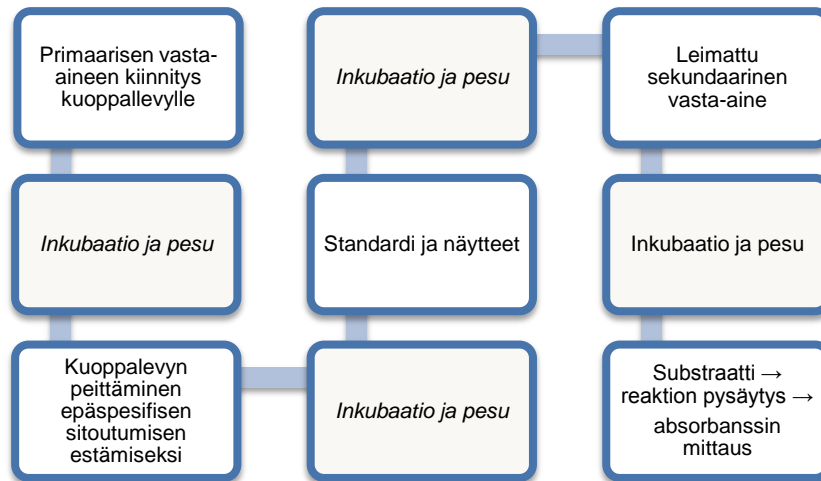 Primaarisen vasta-
aineen kiinnitys
kuoppallevylle
Inkubaatio ja pesu
Kuoppalevyn
peittäminen
epäspesifisen
sitoutumisen
estämiseksi
Inkubaatio ja pesu
Standardi ja näytteet
Inkubaatio ja pesu
Leimattu
sekundaarinen
vasta-aine
Inkubaatio ja pesu
Substraatti →
reaktion pysäytys →
absorbanssin
mittaus